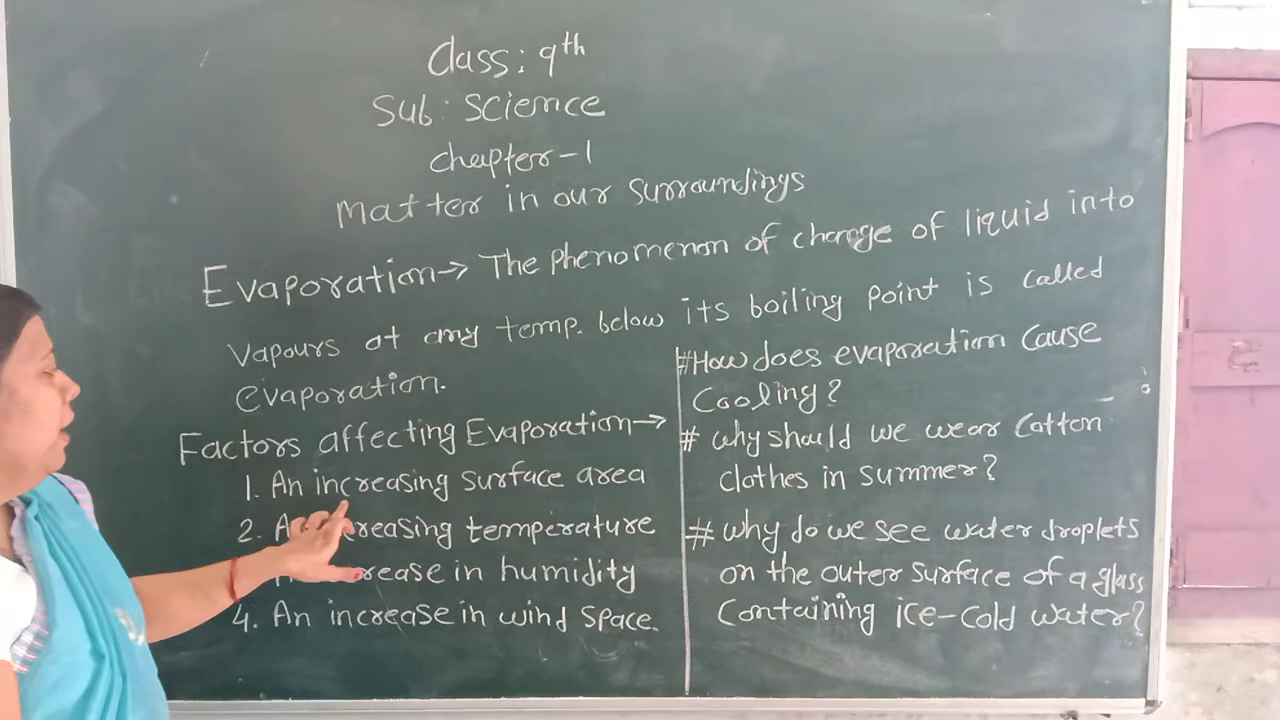 Class: 9th
Sub: Science
Chapter-1
Matter in our surroundings
Evaporation→ The phenomenon of change of liquid into
vapours at any temp. below its boiling point is called
evaporation.
Factors affecting Evaporation→
1. An increasing surface area
2. reasing temperature
rease in humidity
4. An increase in wind space.
#How does evaporation cause
cooling?
# why should we wear cotton
clothes in summer?
# why do we see water droplets
on the outer surface of a glass
containing ice-cold water?